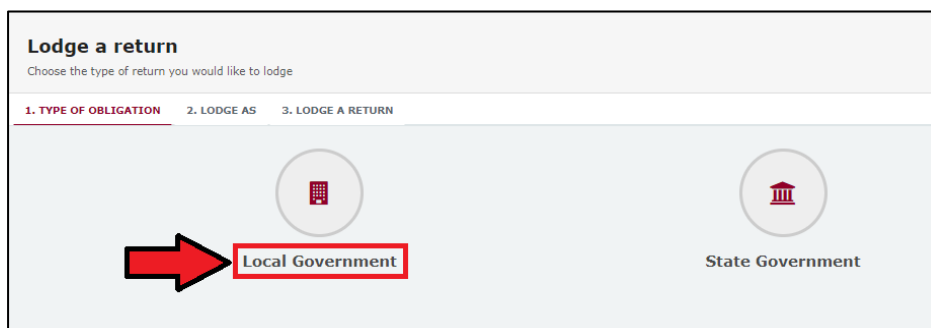 Lodge a return
Choose the type of return you would like to lodge
1. TYPE OF OBLIGATION 2. LODGE AS 3. LODGE A RETURN
Local Government State Government